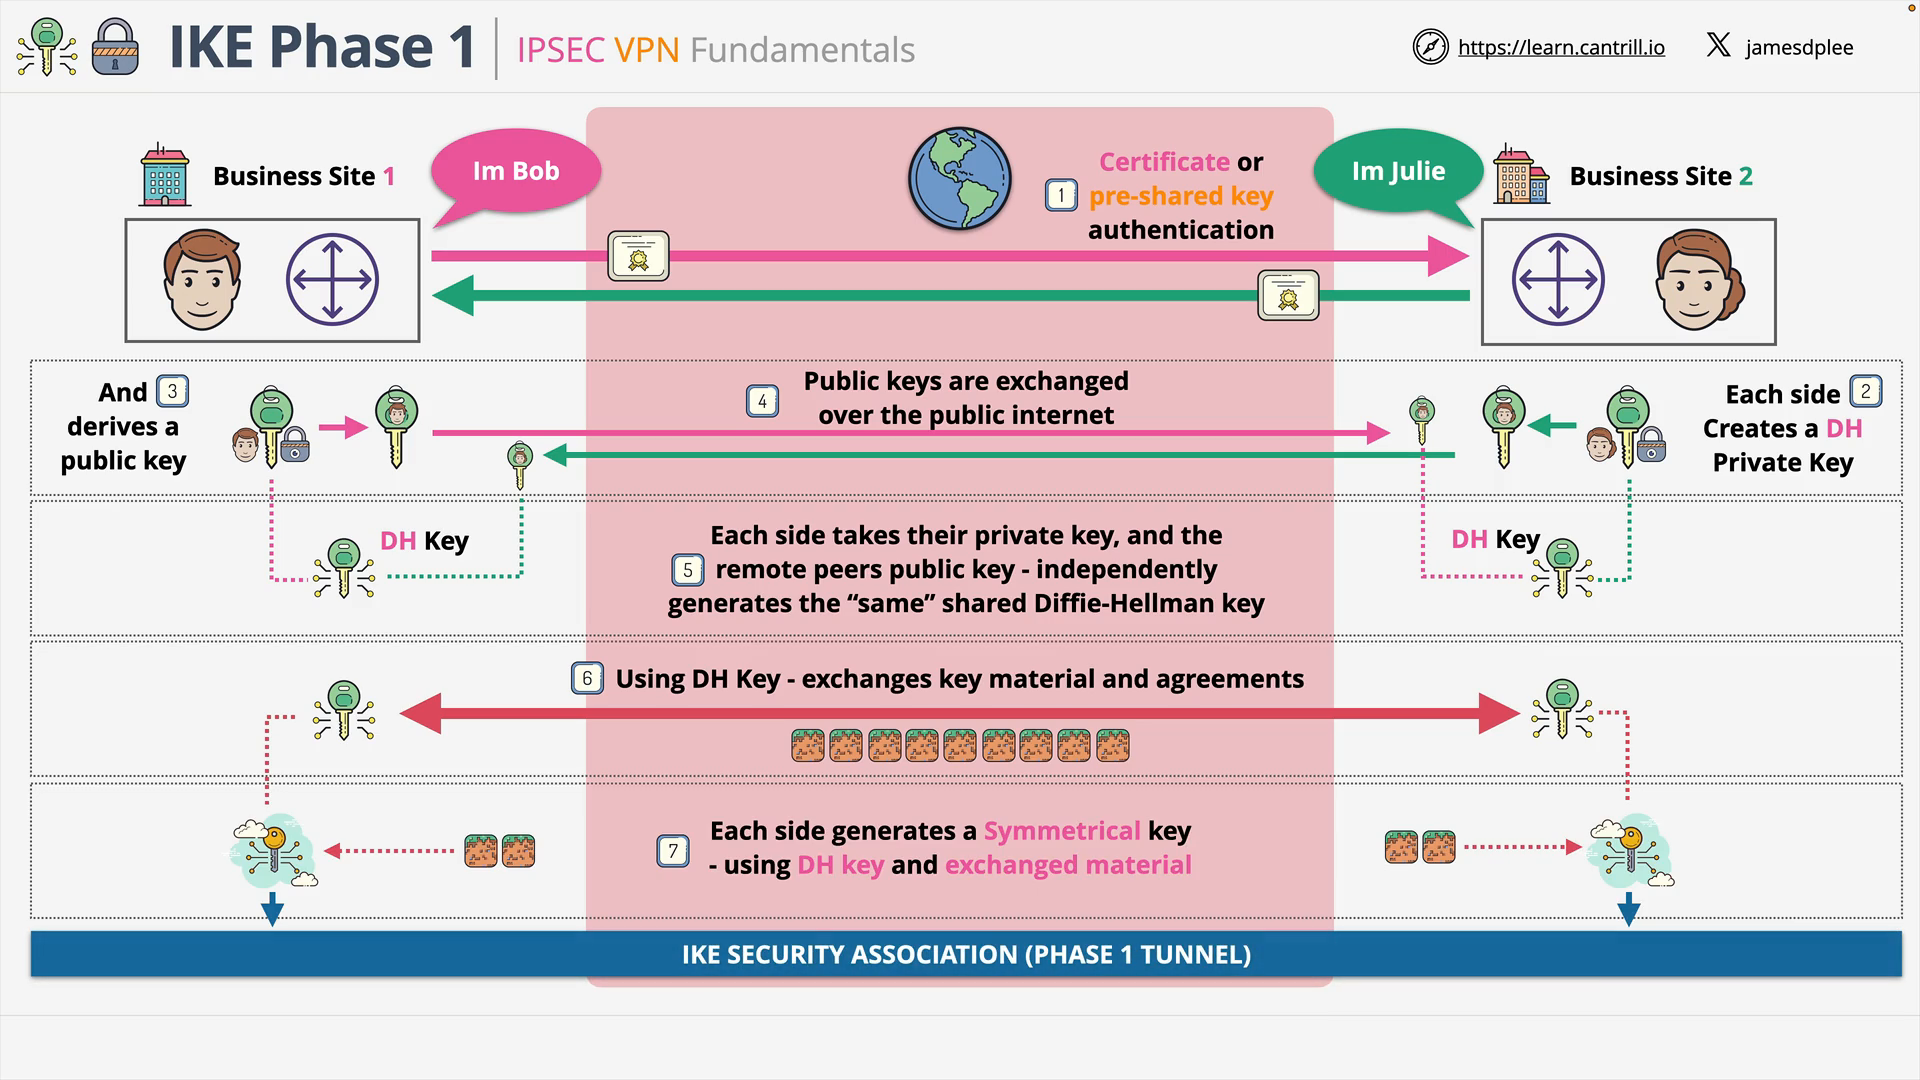 IKE Phase 1
IPSEC VPN Fundamentals
https://learn.cantrill.io
jamesdplee
Business Site 1
Im Bob
Certificate or
1 pre-shared key
authentication
Im Julie
Business Site 2
And 3
derives a
public key
4
Public keys are exchanged
over the public internet
Each side 2
Creates a DH
Private Key
DH Key
Each side takes their private key, and the
5 remote peers public key - independently
generates the “same” shared Diffie-Hellman key
DH Key
6 Using DH Key - exchanges key material and agreements
7
Each side generates a Symmetrical key
- using DH key and exchanged material
IKE SECURITY ASSOCIATION (PHASE 1 TUNNEL)